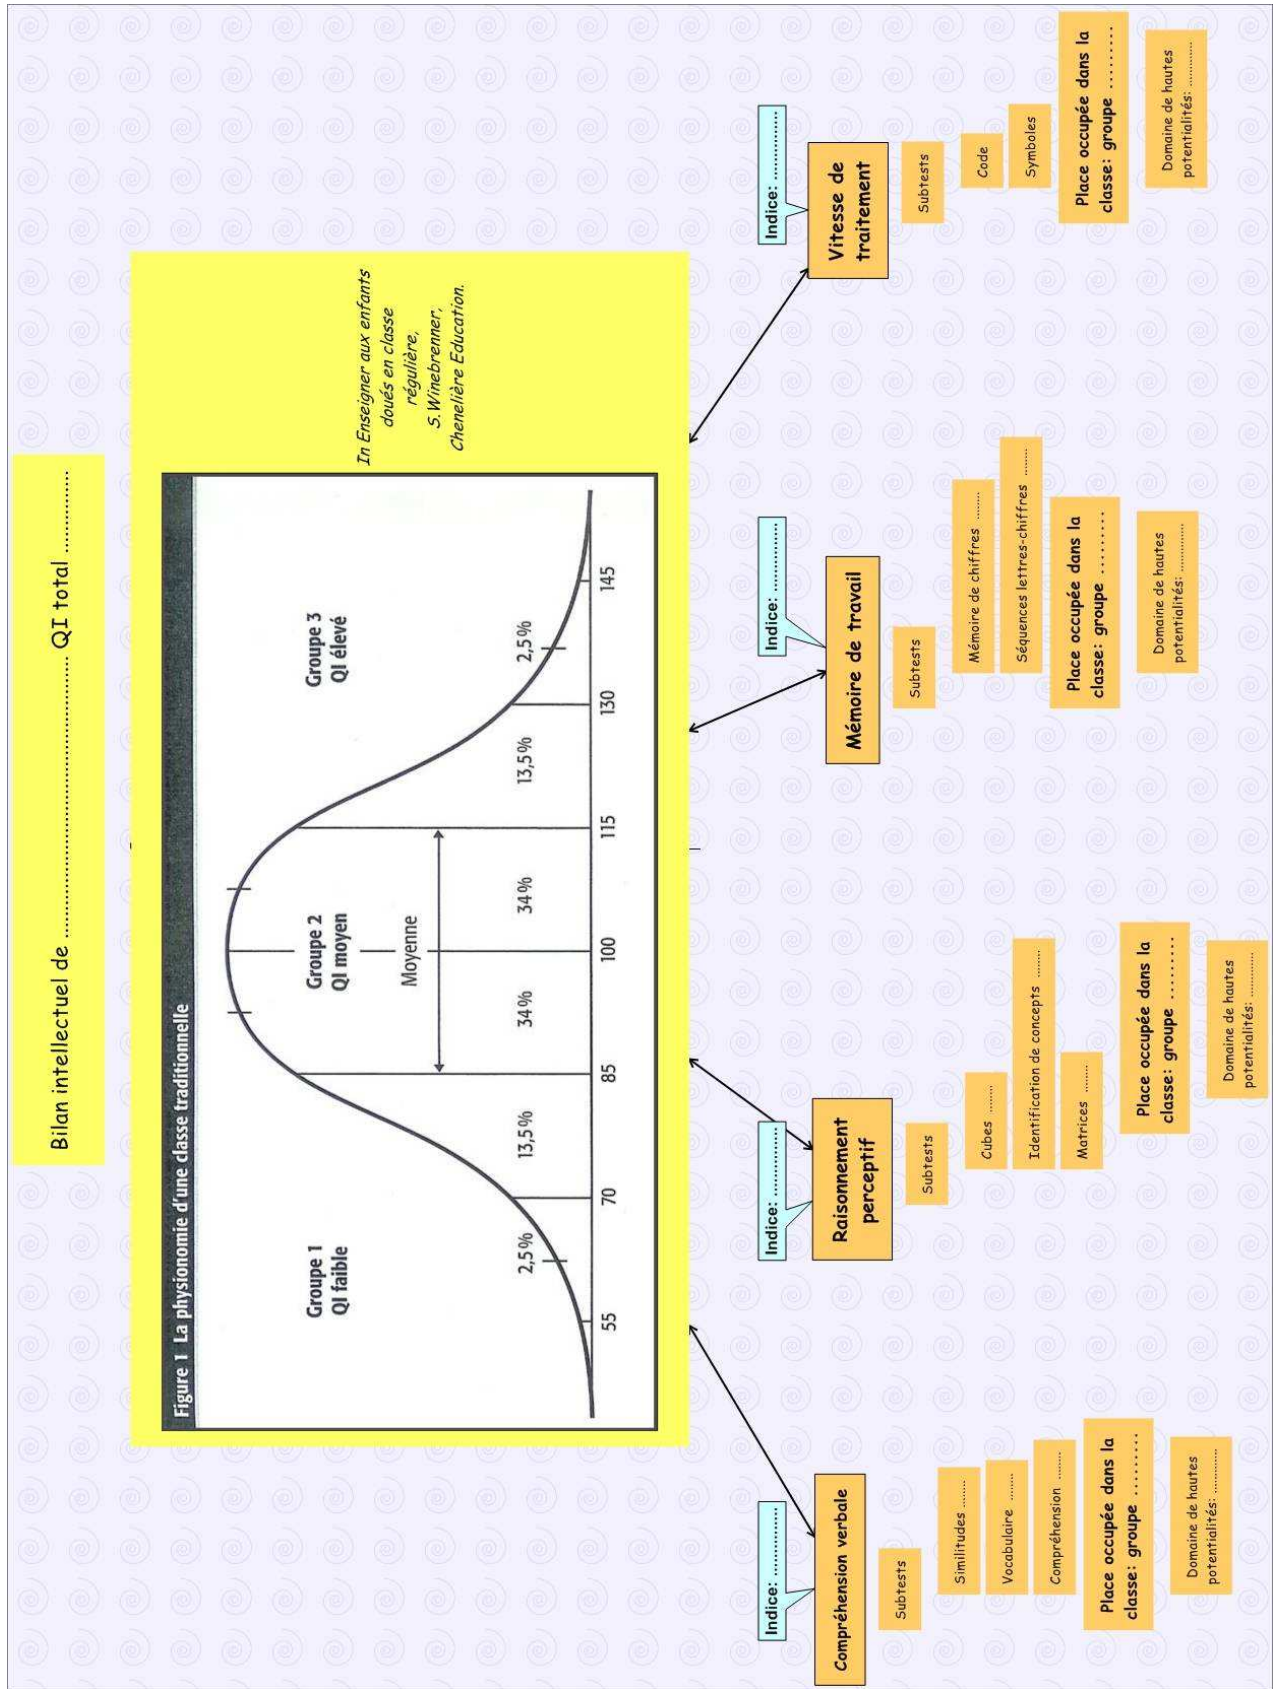 Bilan intellectuel de ................................................ QI total ................
Figure 1 La physionomie d'une classe traditionnelle
Groupe 1
QI faible
Groupe 2
QI moyen
Moyenne
Groupe 3
QI élevé
2,5%
13,5%
34%
34%
13,5%
2,5%
55
70
85
100
115
130
145
In Enseigner aux enfants
doués en classe
régulière,
S.Winebrenner,
Chenelière Education.
Indice: ................
Compréhension verbale
Subtests
Similitudes ........
Vocabulaire ........
Compréhension ........
Place occupée dans la
classe: groupe .........
Domaine de hautes
potentialités: .............
Indice: ................
Raisonnement
perceptif
Subtests
Cubes ........
Identification de concepts ........
Matrices ........
Place occupée dans la
classe: groupe .........
Domaine de hautes
potentialités: .............
Indice: ................
Mémoire de travail
Subtests
Mémoire de chiffres ........
Séquences lettres-chiffres ........
Place occupée dans la
classe: groupe .........
Domaine de hautes
potentialités: .............
Indice: ................
Vitesse de
traitement
Subtests
Code
Symboles
Place occupée dans la
classe: groupe .........
Domaine de hautes
potentialités: .............